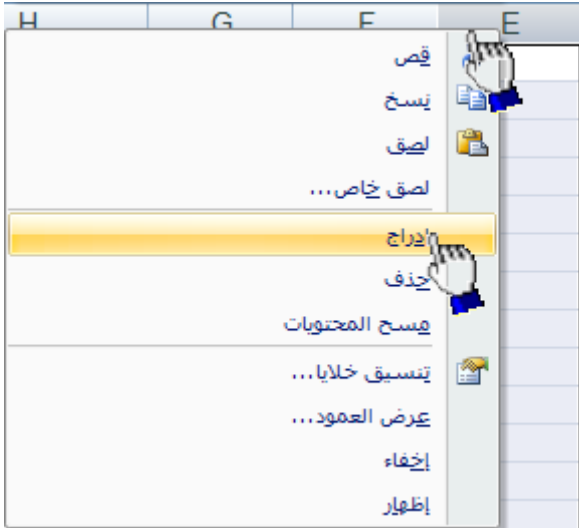 E F G H
قص
نسخ
لصق
لصق خاص...
إدراج
حذف
مسح المحتويات
تنسيق خلايا...
عرض العمود...
إخفاء
إظهار